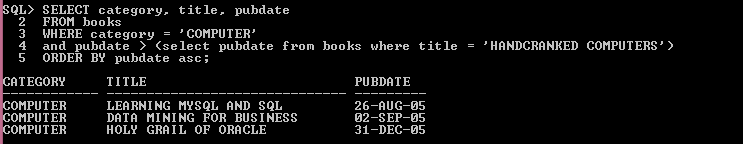 SQL> SELECT category, title, pubdate
2 FROM books
3 WHERE category = 'COMPUTER'
4 and pubdate > (select pubdate from books where title = 'HANDCRANKED COMPUTERS')
5 ORDER BY pubdate asc;
CATEGORY TITLE PUBDATE
------------ ------------------------------ ---------
COMPUTER LEARNING MYSQL AND SQL 26-AUG-05
COMPUTER DATA MINING FOR BUSINESS 02-SEP-05
COMPUTER HOLY GRAIL OF ORACLE 31-DEC-05